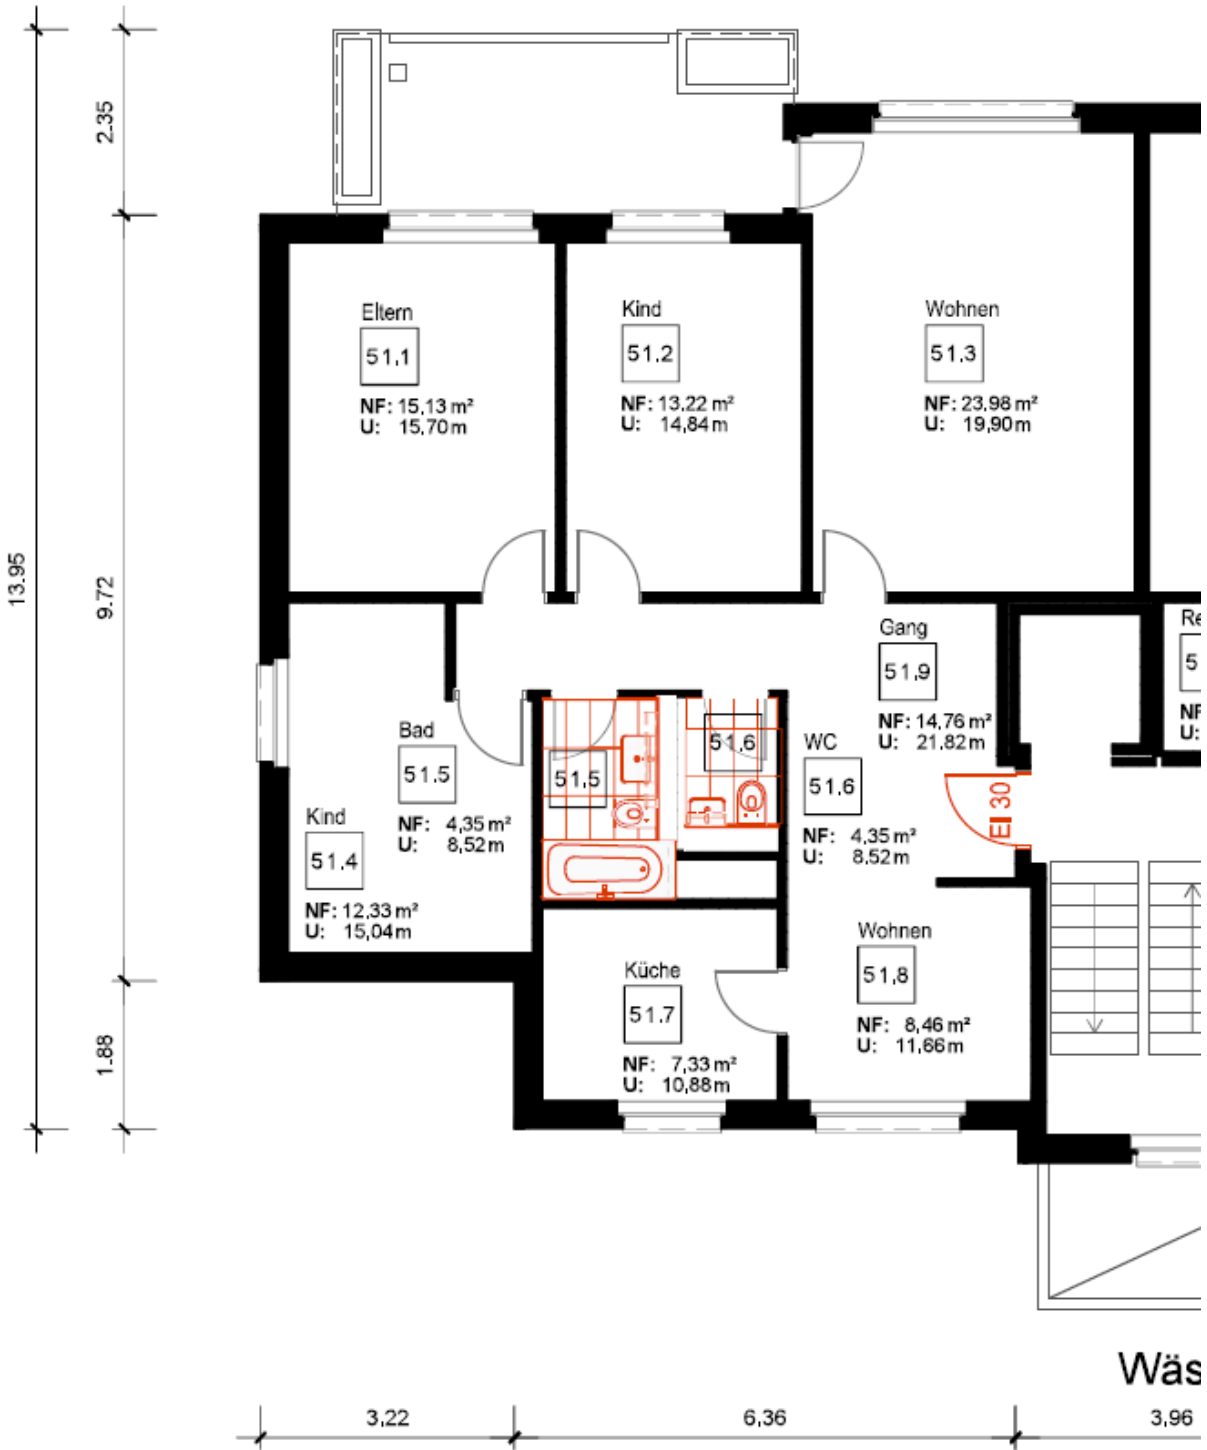 2.35
13.95
9.72
1.88
Eltern
51.1
NF: 15,13 m²
U: 15,70 m
Kind
51.2
NF: 13.22 m²
U: 14,84 m
Wohnen
51.3
NF: 23,98 m²
U: 19,90 m
Gang
51.9
NF: 14,76 m²
U: 21,82 m
Re
5
NF
U:
Bad
51.5
NF: 4,35 m²
U: 8,52 m
Kind
51.4
NF: 12,33 m²
U: 15,04 m
51,5
51,6
WC
51.6
NF: 4,35 m²
U: 8.52 m
EI 30
Küche
51.7
NF: 7,33 m²
U: 10,88 m
Wohnen
51,8
NF: 8,46 m²
U: 11,66 m
Wäs
3,22
6,36
3,96